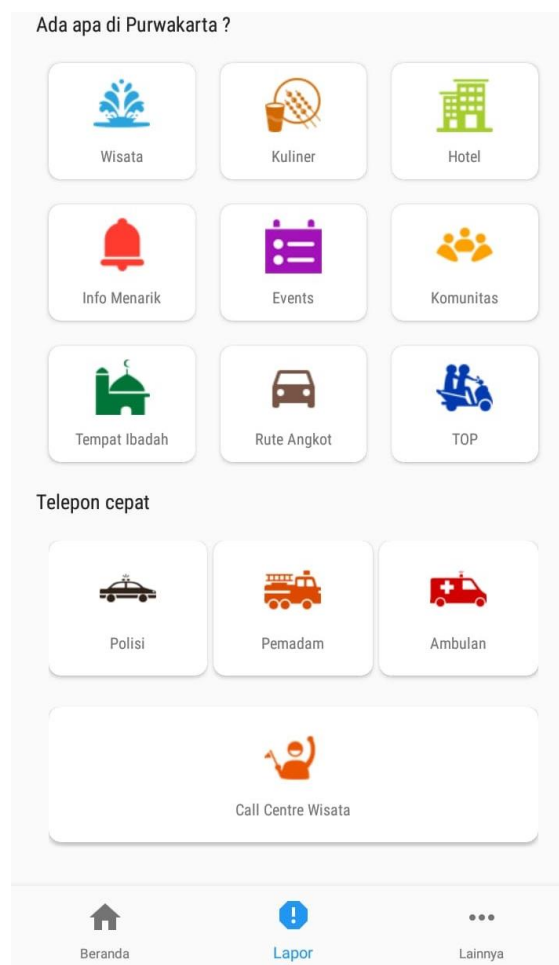 Ada apa di Purwakarta ?
Wisata
Kuliner
Hotel
Info Menarik
Events
Komunitas
Tempat Ibadah
Rute Angkot
TOP
Telepon cepat
Polisi
Pemadam
Ambulan
Call Centre Wisata
Beranda
Lapor
Lainnya